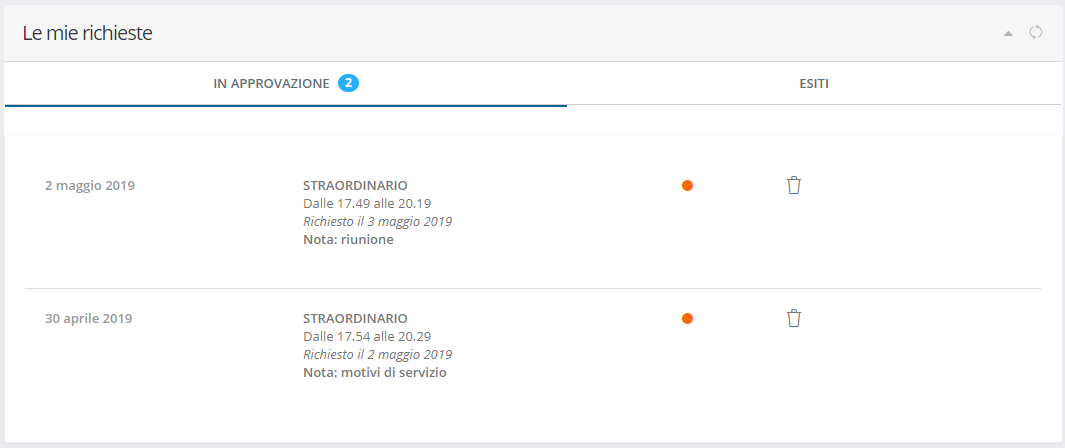 Le mie richieste
IN APPROVAZIONE 2
ESITI
2 maggio 2019
STRAORDINARIO
Dalle 17.49 alle 20.19
Richiesto il 3 maggio 2019
Nota: riunione
30 aprile 2019
STRAORDINARIO
Dalle 17.54 alle 20.29
Richiesto il 2 maggio 2019
Nota: motivi di servizio